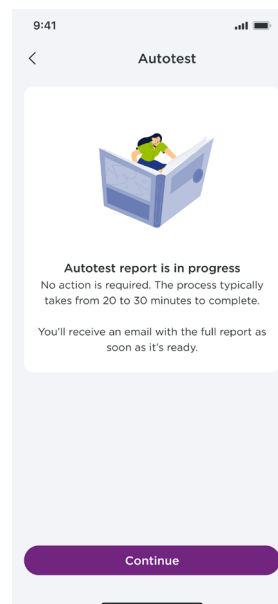 9:41
Autotest
Autotest report is in progress
No action is required. The process typically
takes from 20 to 30 minutes to complete.
You'll receive an email with the full report as
soon as it's ready.
Continue